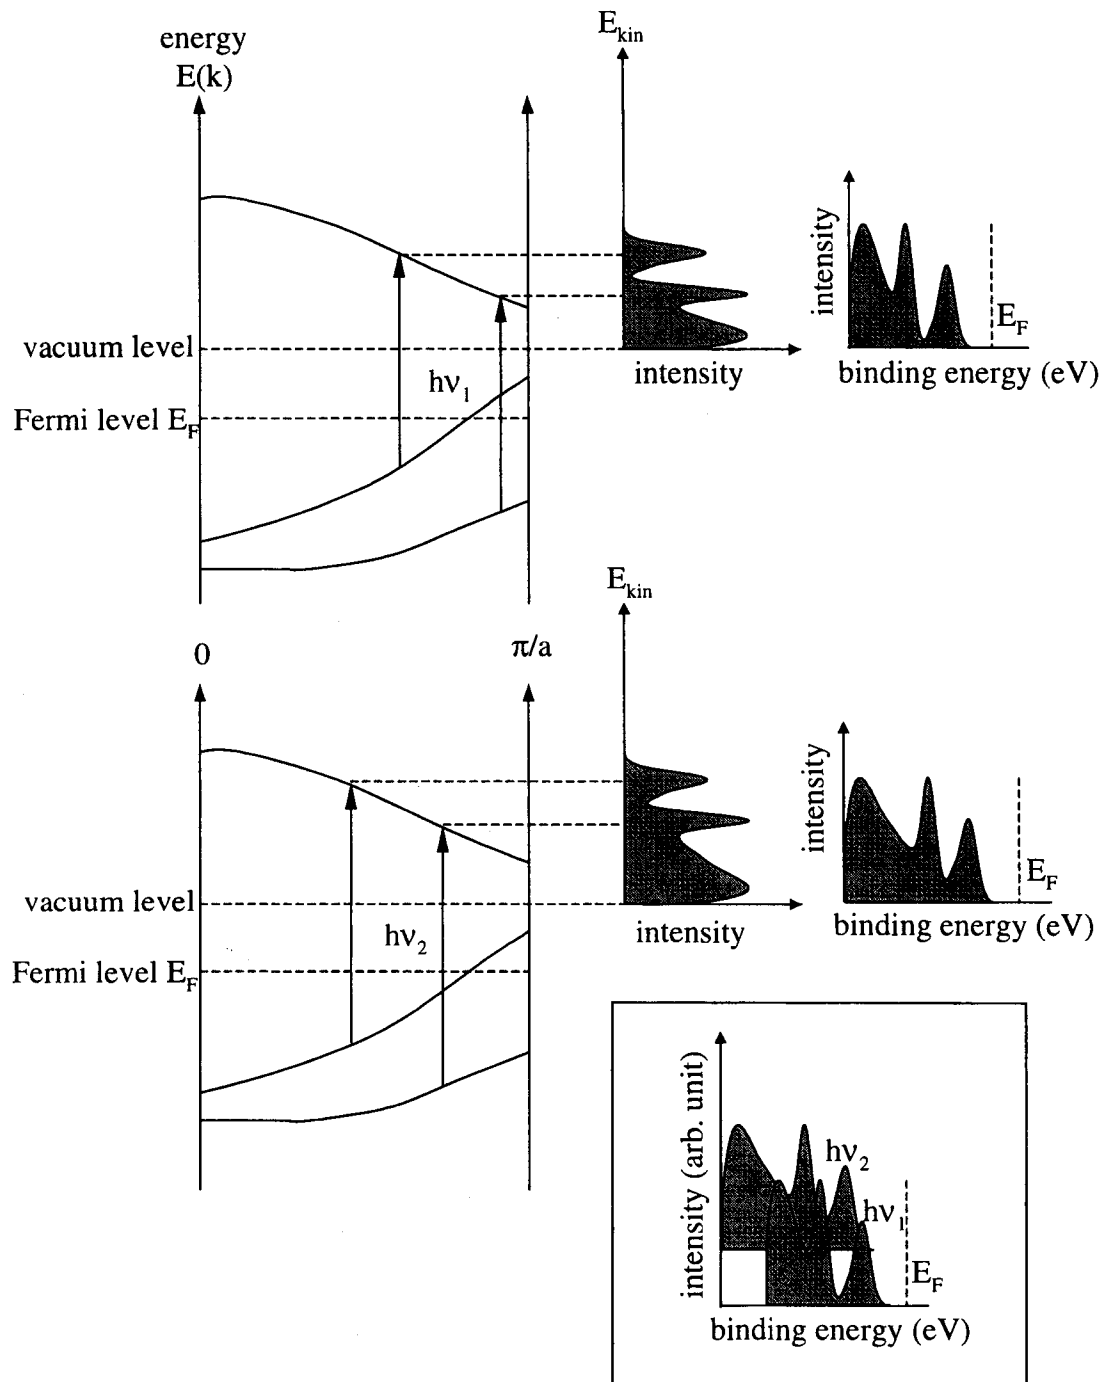 energy
E(k)
E_kin
intensity
E_F
vacuum level
intensity
binding energy (eV)
hν_1
Fermi level E_F
E_kin
0
π/a
intensity
vacuum level
E_F
intensity
binding energy (eV)
hν_2
Fermi level E_F
intensity (arb. unit)
hν_2
hν_1
E_F
binding energy (eV)